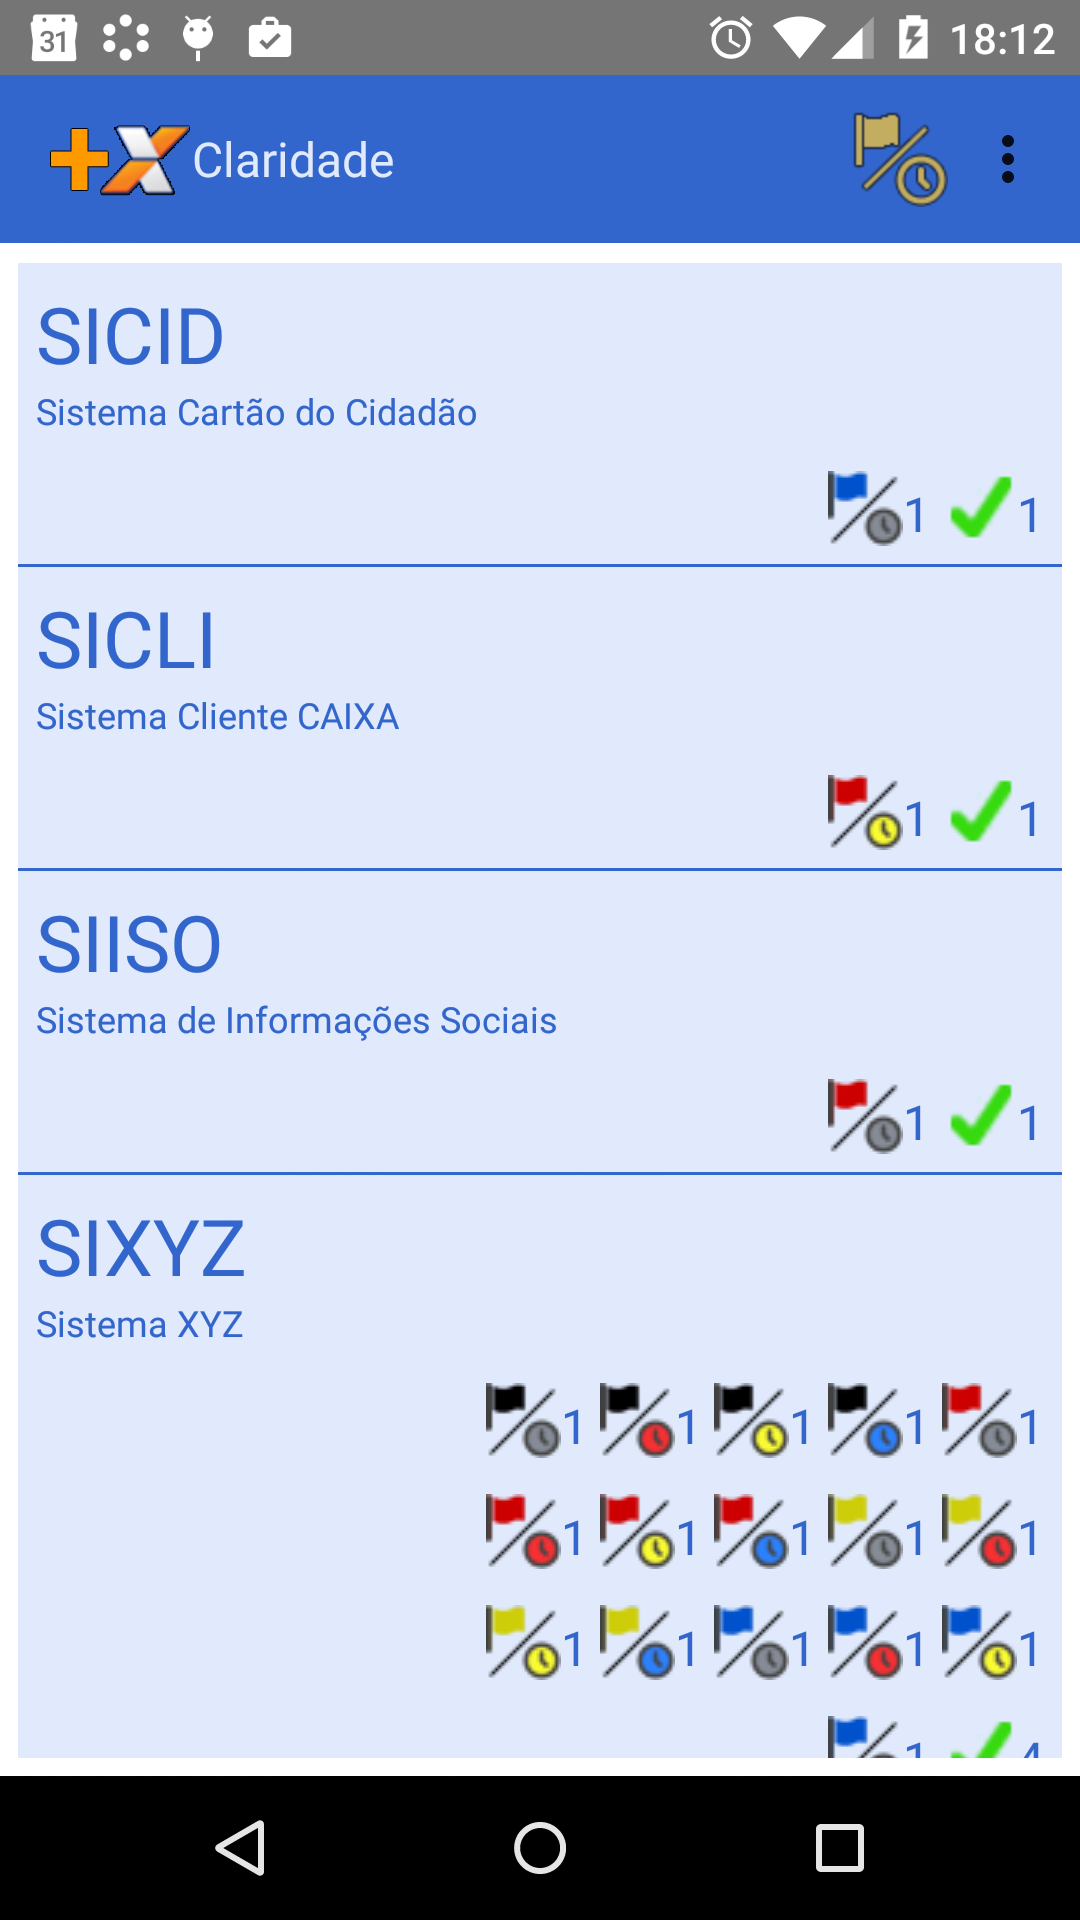 31 18:12
+X Claridade
SICID
Sistema Cartão do Cidadão
1 1
SICLI
Sistema Cliente CAIXA
1 1
SIISO
Sistema de Informações Sociais
1 1
SIXYZ
Sistema XYZ
1 1 1 1 1
1 1 1 1 1
1 1 1 1 1
1 4